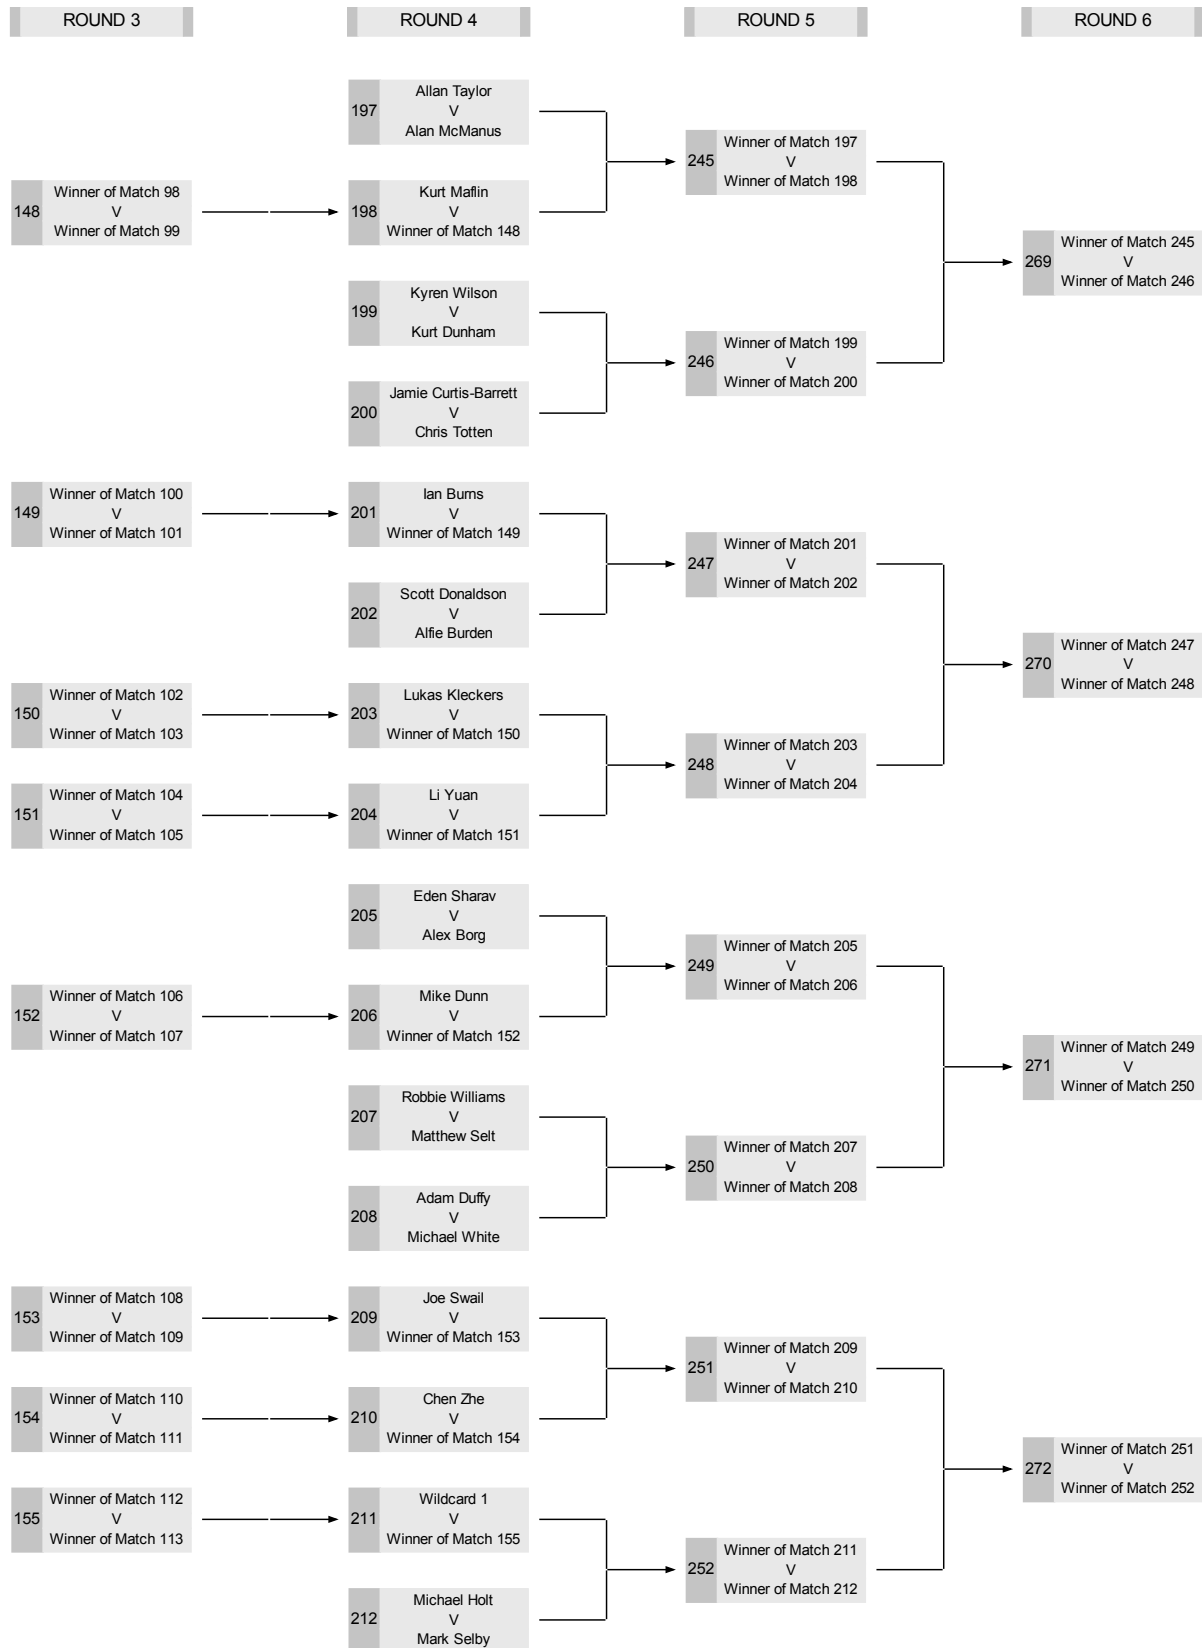 ROUND 3
ROUND 4
ROUND 5
ROUND 6
197
Allan Taylor
V
Alan McManus
245
Winner of Match 197
V
Winner of Match 198
148
Winner of Match 98
V
Winner of Match 99
198
Kurt Maflin
V
Winner of Match 148
269
Winner of Match 245
V
Winner of Match 246
199
Kyren Wilson
V
Kurt Dunham
246
Winner of Match 199
V
Winner of Match 200
200
Jamie Curtis-Barrett
V
Chris Totten
149
Winner of Match 100
V
Winner of Match 101
201
Ian Burns
V
Winner of Match 149
247
Winner of Match 201
V
Winner of Match 202
202
Scott Donaldson
V
Alfie Burden
270
Winner of Match 247
V
Winner of Match 248
150
Winner of Match 102
V
Winner of Match 103
203
Lukas Kleckers
V
Winner of Match 150
248
Winner of Match 203
V
Winner of Match 204
151
Winner of Match 104
V
Winner of Match 105
204
Li Yuan
V
Winner of Match 151
205
Eden Sharav
V
Alex Borg
249
Winner of Match 205
V
Winner of Match 206
152
Winner of Match 106
V
Winner of Match 107
206
Mike Dunn
V
Winner of Match 152
271
Winner of Match 249
V
Winner of Match 250
207
Robbie Williams
V
Matthew Selt
250
Winner of Match 207
V
Winner of Match 208
208
Adam Duffy
V
Michael White
153
Winner of Match 108
V
Winner of Match 109
209
Joe Swail
V
Winner of Match 153
251
Winner of Match 209
V
Winner of Match 210
154
Winner of Match 110
V
Winner of Match 111
210
Chen Zhe
V
Winner of Match 154
272
Winner of Match 251
V
Winner of Match 252
155
Winner of Match 112
V
Winner of Match 113
211
Wildcard 1
V
Winner of Match 155
252
Winner of Match 211
V
Winner of Match 212
212
Michael Holt
V
Mark Selby